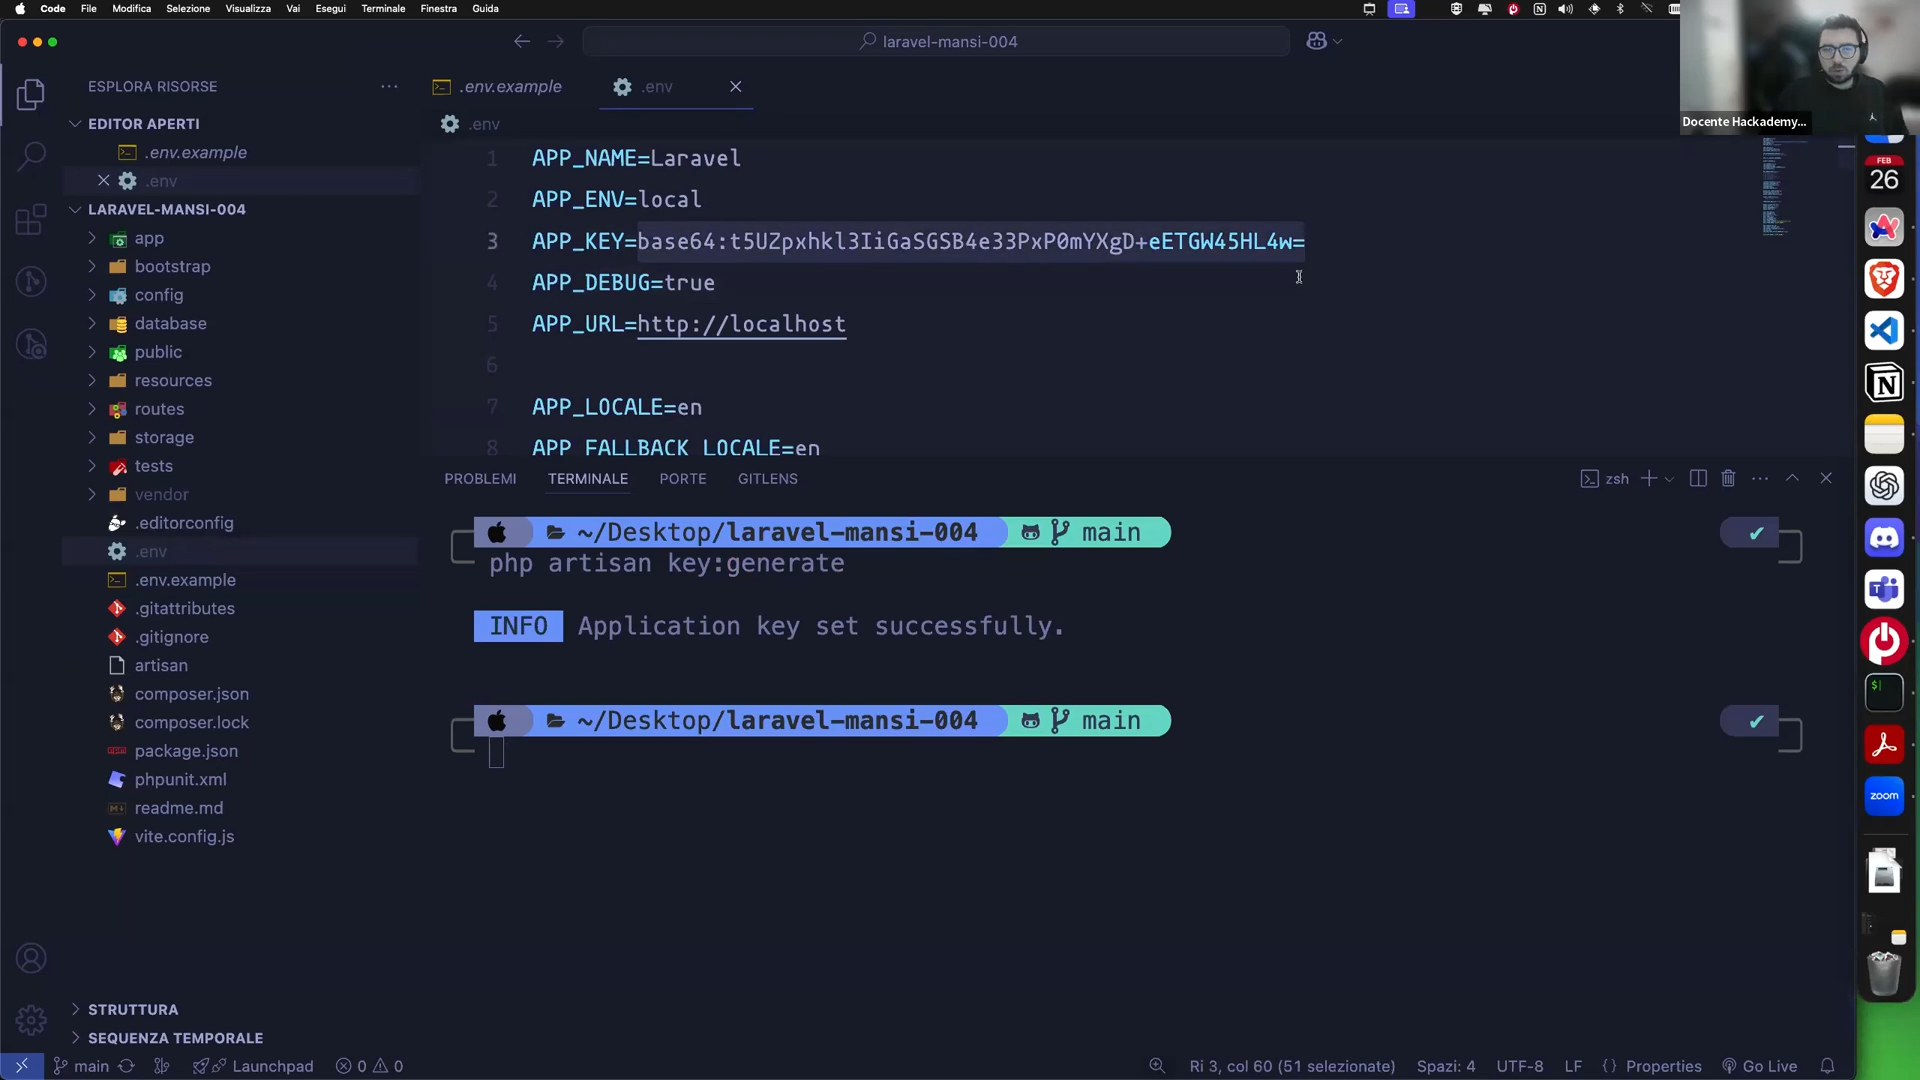 Code File Modifica Selezione Visualizza Vai Esegui Terminale Finestra Guida
laravel-mansi-004
Docente Hackademy...
ESPLORA RISORSE
EDITOR APERTI
.env.example
.env
LARAVEL-MANSI-004
app
bootstrap
config
database
public
resources
routes
storage
tests
vendor
.editorconfig
.env
.env.example
.gitattributes
.gitignore
artisan
composer.json
composer.lock
package.json
phpunit.xml
readme.md
vite.config.js
STRUTTURA
SEQUENZA TEMPORALE
.env.example .env
.env
1 APP_NAME=Laravel
2 APP_ENV=local
3 APP_KEY=base64:t5UZpxhkl3IiGaSGSB4e33PxP0mYXgD+eETGW45HL4w=
4 APP_DEBUG=true
5 APP_URL=http://localhost
6
7 APP_LOCALE=en
8 APP_FALLBACK_LOCALE=en
PROBLEMI TERMINALE PORTE GITLENS
zsh
~/Desktop/laravel-mansi-004 main
php artisan key:generate
INFO Application key set successfully.
~/Desktop/laravel-mansi-004 main
FEB
26
zoom
main Launchpad 0 0 Ri 3, col 60 (51 selezionate) Spazi: 4 UTF-8 LF {} Properties Go Live